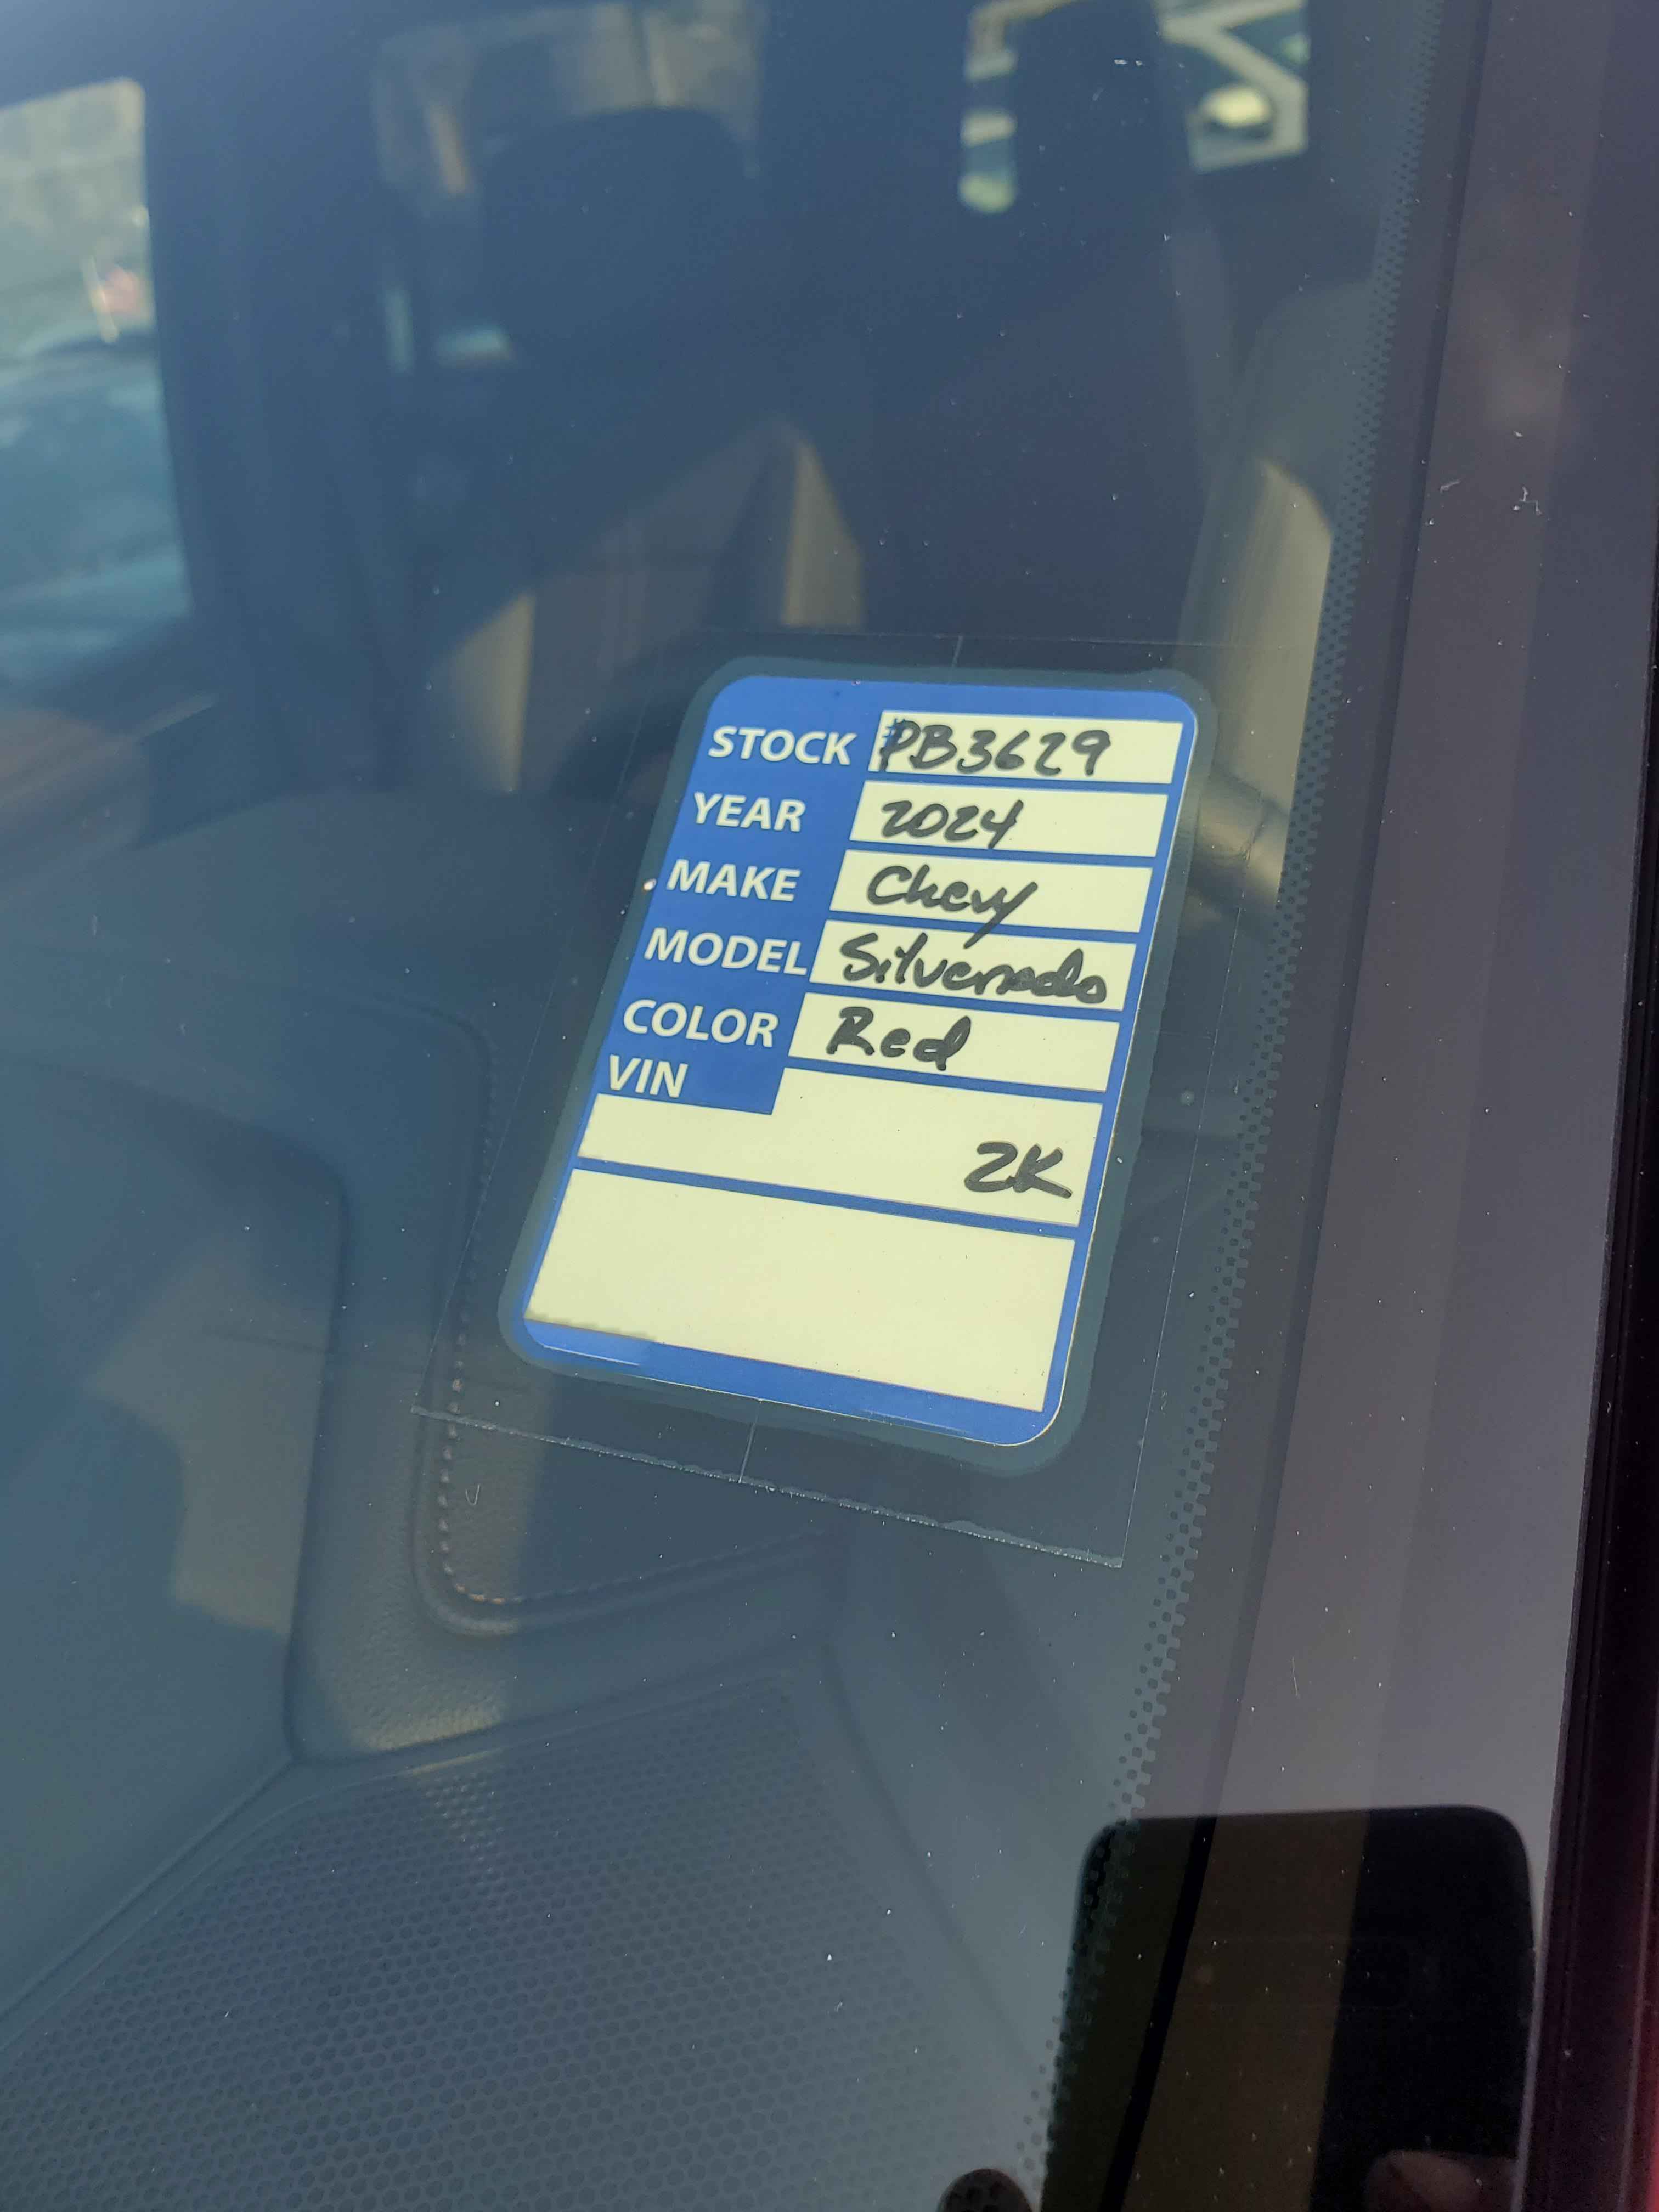 STOCK #PB3629
YEAR 2024
MAKE Chevy
MODEL Silverado
COLOR Red
VIN
2K